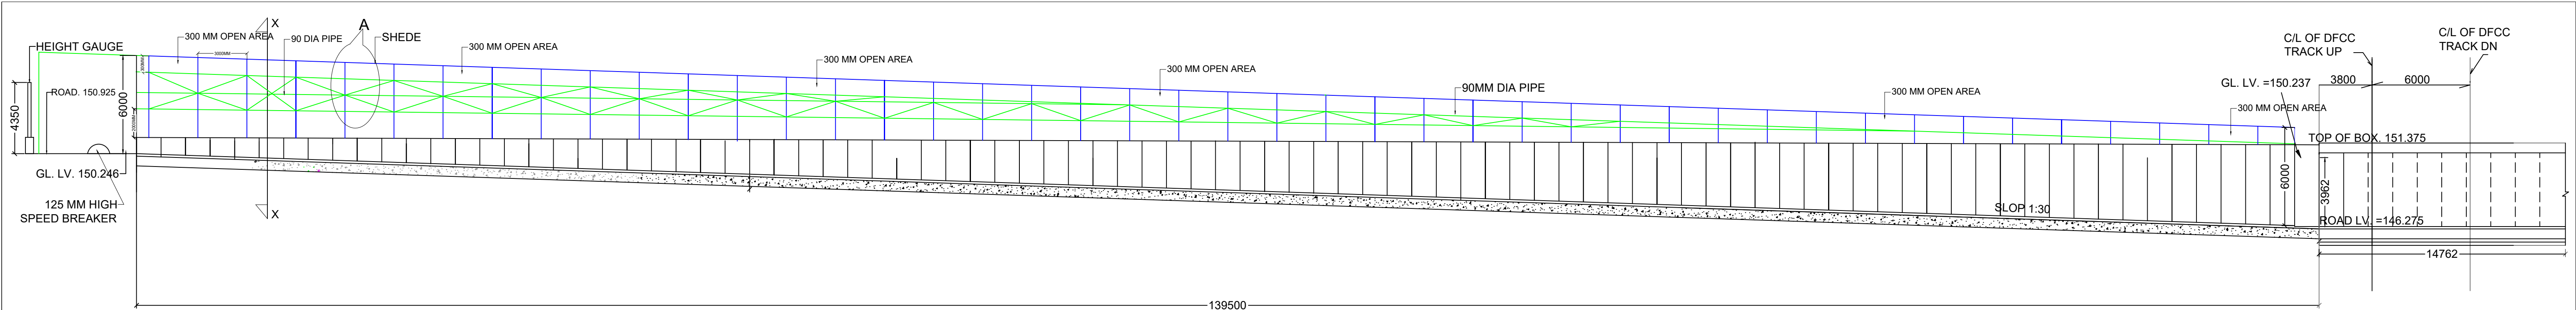 X
A
300 MM OPEN AREA
3000MM
90 DIA PIPE
SHEDE
HEIGHT GAUGE
300 MM OPEN AREA
300 MM OPEN AREA
300 MM OPEN AREA
90MM DIA PIPE
300 MM OPEN AREA
300 MM OPEN AREA
GL. LV. =150.237
C/L OF DFCC
TRACK UP
C/L OF DFCC
TRACK DN
3800
6000
ROAD. 150.925
4350
6000
GL. LV. 150.246
125 MM HIGH
SPEED BREAKER
X
TOP OF BOX. 151.375
6000
3962
SLOP 1:30
ROAD LV. =146.275
14762
139500